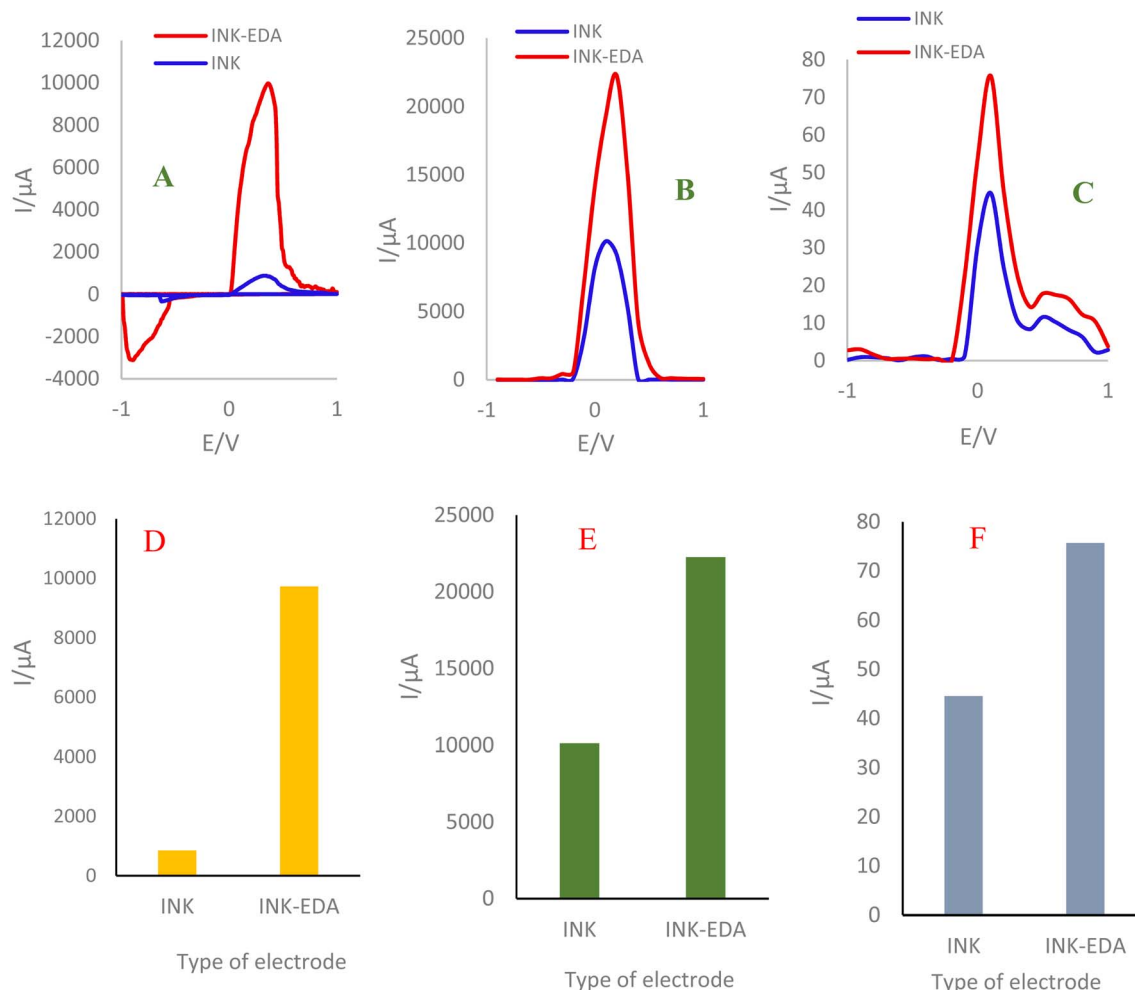 INK-EDA
INK
12000
10000
8000
6000
4000
2000
0
-2000
-4000
I/µA
A
-1
0
1
E/V
INK
INK-EDA
25000
20000
15000
10000
5000
0
I/µA
B
-1
0
1
E/V
INK
INK-EDA
80
70
60
50
40
30
20
10
0
I/µA
C
-1
0
1
E/V
D
12000
10000
8000
6000
4000
2000
0
I/µA
INK
INK-EDA
Type of electrode
E
25000
20000
15000
10000
5000
0
I/µA
INK
INK-EDA
Type of electrode
F
80
70
60
50
40
30
20
10
0
I/µA
INK
INK-EDA
Type of electrode